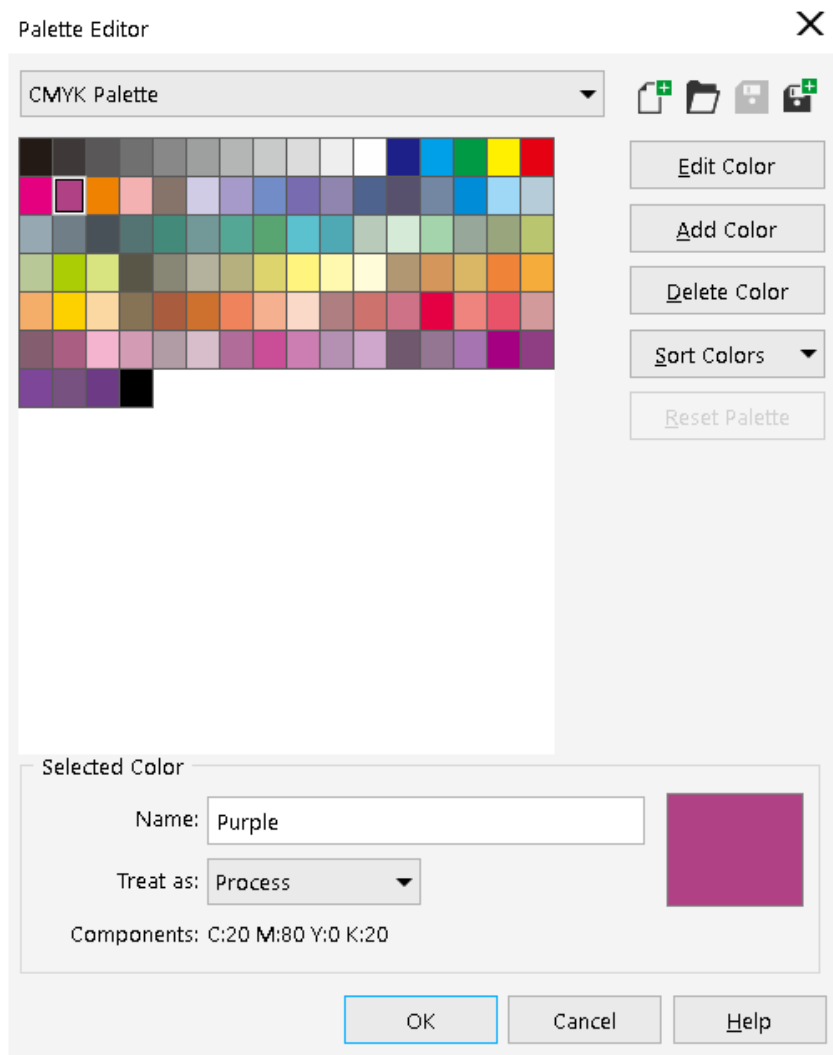 Palette Editor
CMYK Palette
Edit Color
Add Color
Delete Color
Sort Colors
Reset Palette
Selected Color
Name: Purple
Treat as: Process
Components: C:20 M:80 Y:0 K:20
OK Cancel Help